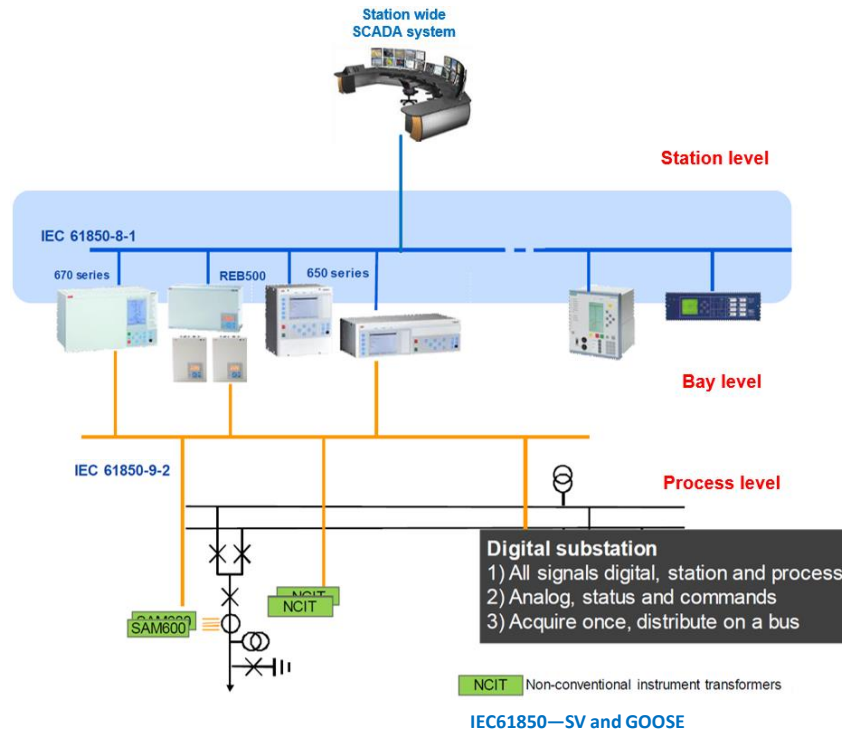 Station wide
SCADA system
Station level
IEC 61850-8-1
670 series
REB500
650 series
Bay level
IEC 61850-9-2
Process level
Digital substation
1) All signals digital, station and process
2) Analog, status and commands
3) Acquire once, distribute on a bus
NCIT
NCIT
SAM600
SAM600
NCIT Non-conventional instrument transformers
IEC61850—SV and GOOSE